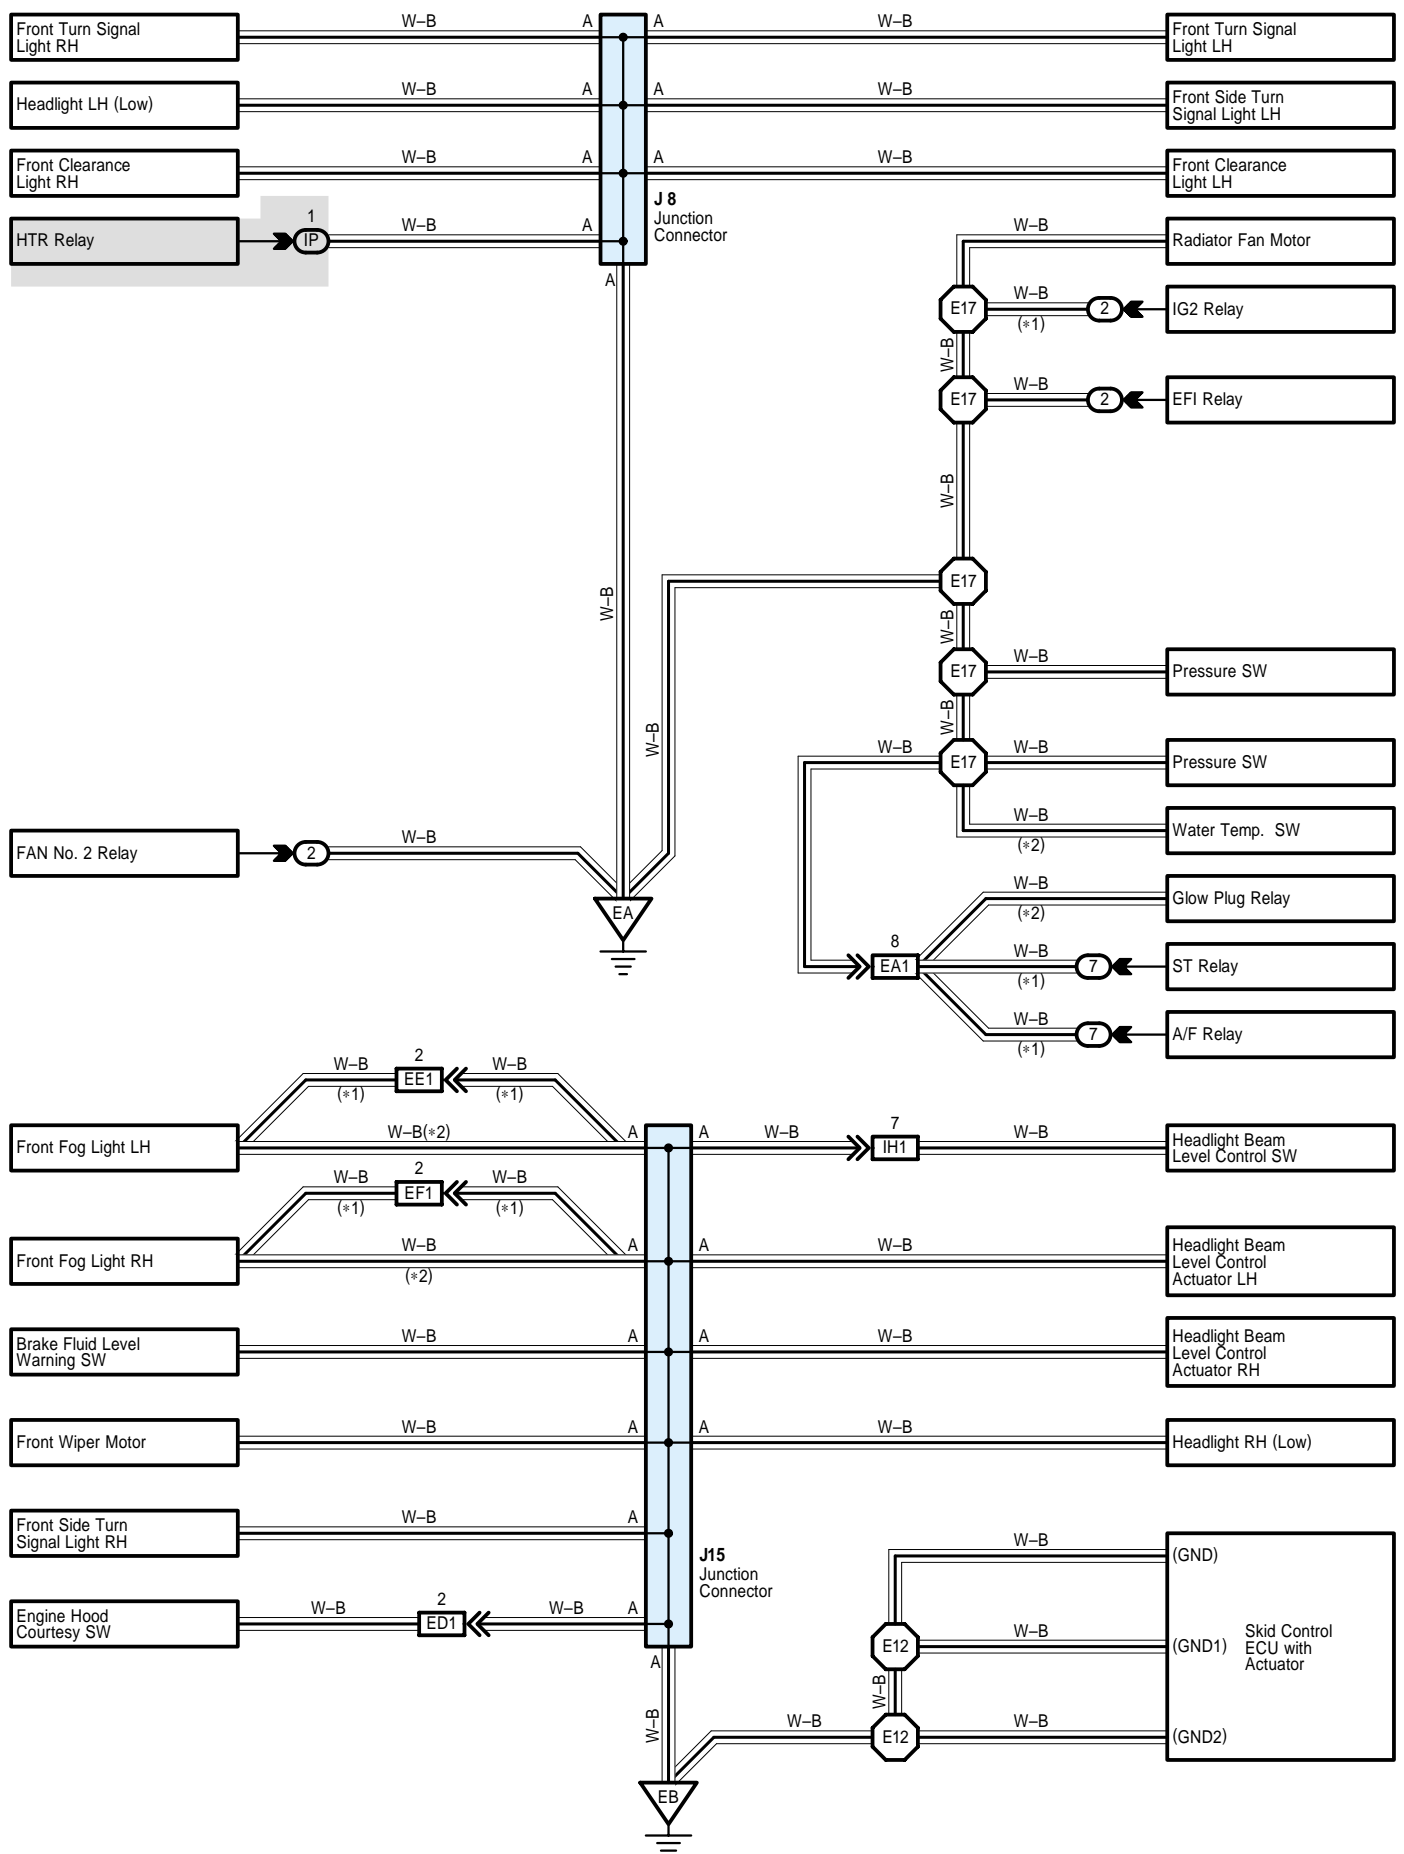 Front Turn Signal
Light RH
W–B
A
A
W–B
Front Turn Signal
Light LH
Headlight LH (Low)
W–B
A
A
W–B
Front Side Turn
Signal Light LH
Front Clearance
Light RH
W–B
A
A
W–B
Front Clearance
Light LH
J 8
Junction
Connector
HTR Relay
1
IP
W–B
A
A
W–B
Radiator Fan Motor
E17
W–B
(∗1)
2
IG2 Relay
W–B
E17
W–B
2
EFI Relay
W–B
W–B
E17
W–B
E17
W–B
Pressure SW
W–B
W–B
W–B
E17
W–B
Pressure SW
W–B
(∗2)
Water Temp. SW
FAN No. 2 Relay
2
W–B
EA
W–B
(∗2)
Glow Plug Relay
8
EA1
W–B
(∗1)
7
ST Relay
W–B
(∗1)
7
A/F Relay
W–B
(∗1)
2
EE1
W–B
(∗1)
Front Fog Light LH
W–B(∗2)
A
A
W–B
7
IH1
W–B
Headlight Beam
Level Control SW
W–B
(∗1)
2
EF1
W–B
(∗1)
Front Fog Light RH
W–B
(∗2)
A
A
W–B
Headlight Beam
Level Control
Actuator LH
Brake Fluid Level
Warning SW
W–B
A
A
W–B
Headlight Beam
Level Control
Actuator RH
Front Wiper Motor
W–B
A
A
W–B
Headlight RH (Low)
Front Side Turn
Signal Light RH
W–B
A
J15
Junction
Connector
W–B
(GND)
Engine Hood
Courtesy SW
W–B
2
ED1
W–B
A
A
E12
W–B
(GND1)
Skid Control
ECU with
Actuator
W–B
W–B
W–B
E12
W–B
(GND2)
EB